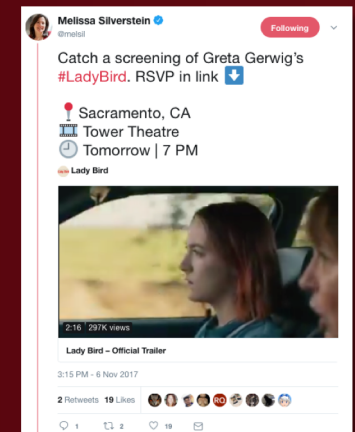 Melissa Silverstein
@melsil
Following
Catch a screening of Greta Gerwig's
#LadyBird. RSVP in link ⬇️
📍Sacramento, CA
🎞️ Tower Theatre
🕗 Tomorrow | 7 PM
Lady Bird
2:16 297K views
Lady Bird – Official Trailer
3:15 PM - 6 Nov 2017
2 Retweets 19 Likes
RO
1 2 19